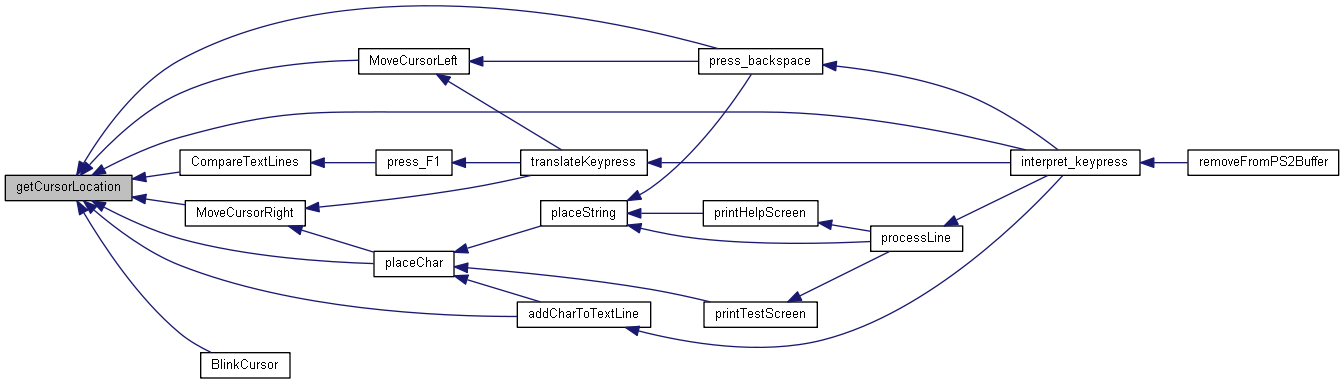 MoveCursorLeft
press_backspace
CompareTextLines
press_F1
translateKeypress
interpret_keypress
removeFromPS2Buffer
getCursorLocation
MoveCursorRight
placeString
printHelpScreen
processLine
placeChar
addCharToTextLine
printTestScreen
BlinkCursor